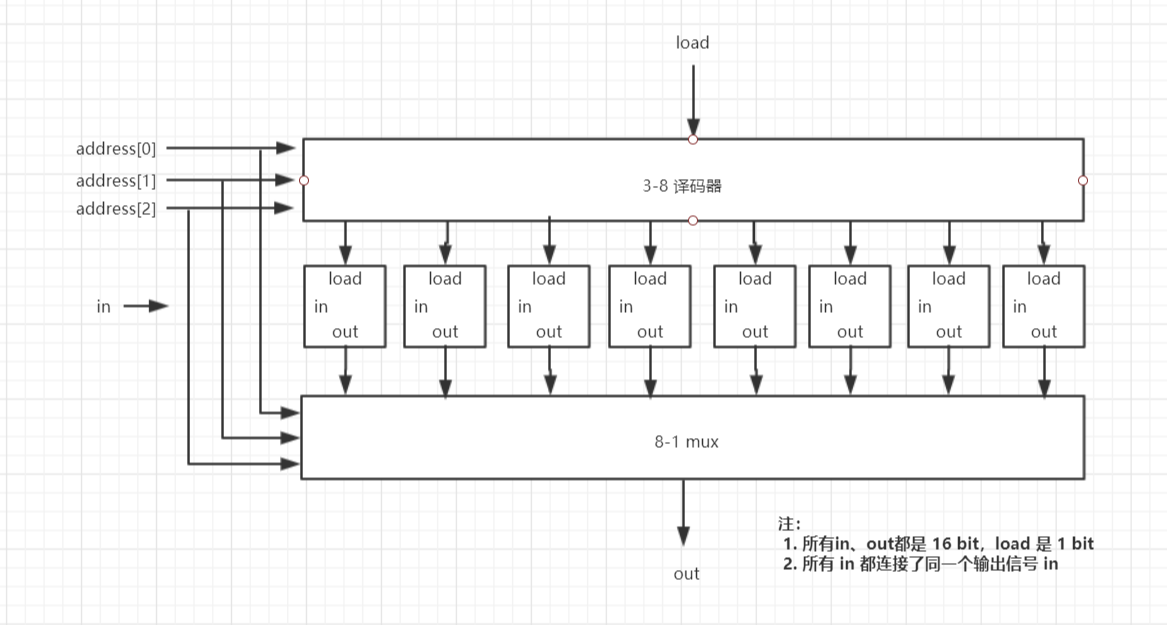 load
address[0]
address[1]
address[2]
3-8 译码器
load load load load load load load load
in
in in in in in in in in
out out out out out out out out
8-1 mux
out
注：
1. 所有in、out都是 16 bit，load 是 1 bit
2. 所有 in 都连接了同一个输出信号 in